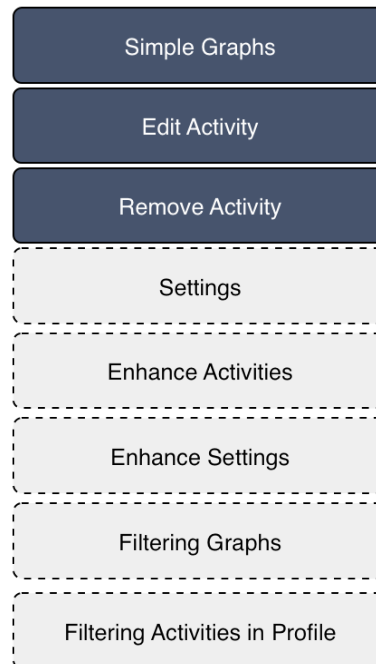 Simple Graphs
Edit Activity
Remove Activity
Settings
Enhance Activities
Enhance Settings
Filtering Graphs
Filtering Activities in Profile